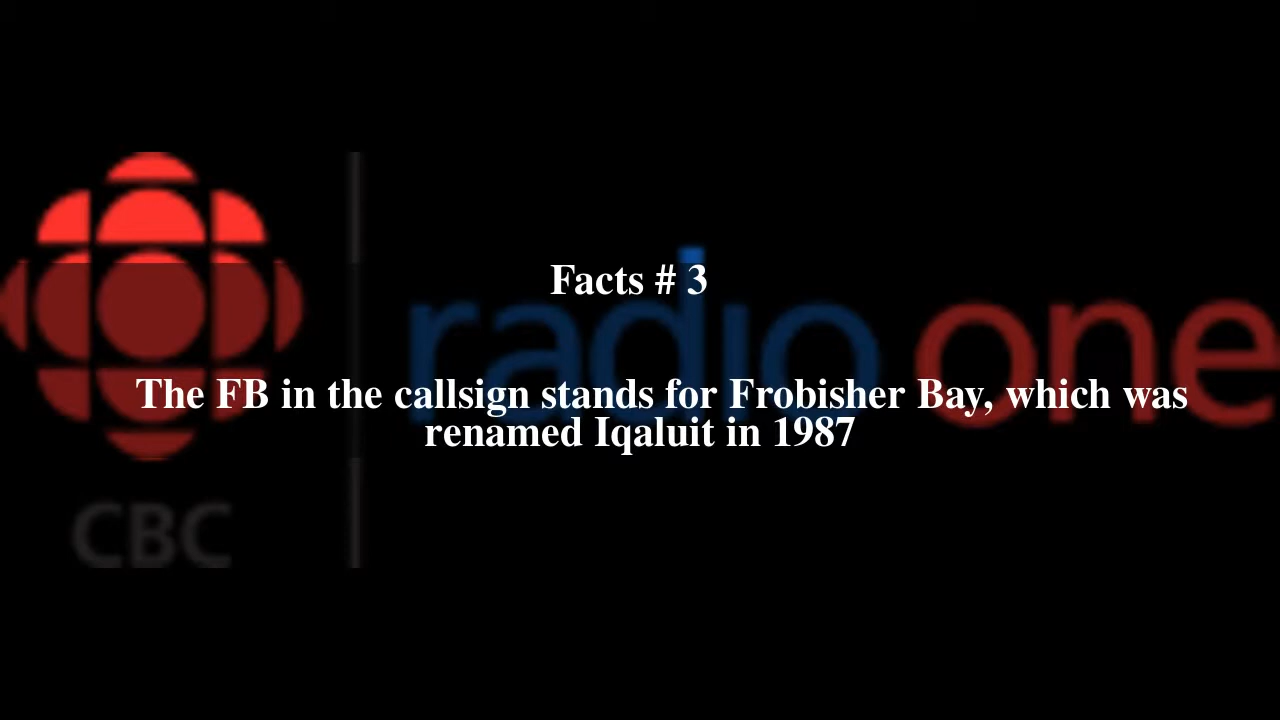 Facts # 3
radio one
The FB in the callsign stands for Frobisher Bay, which was
renamed Iqaluit in 1987
CBC